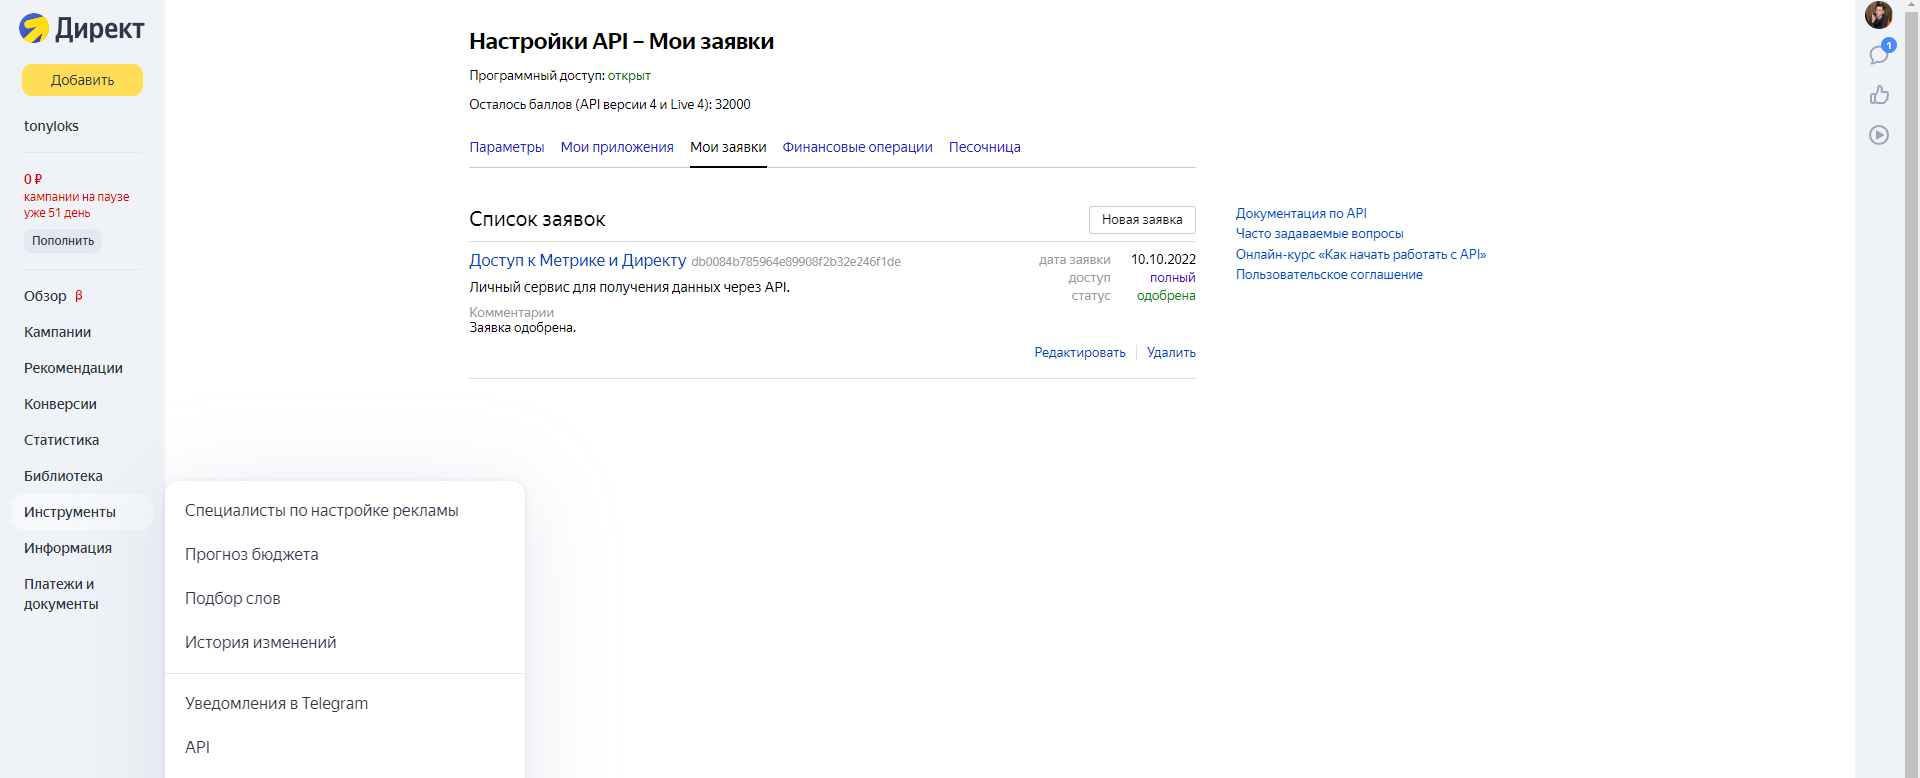 Директ
Добавить
tonyloks
0 ₽
кампании на паузе
уже 51 день
Пополнить
Обзор β
Кампании
Рекомендации
Конверсии
Статистика
Библиотека
Инструменты
Информация
Платежи и
документы
Настройки API – Мои заявки
Программный доступ: открыт
Осталось баллов (API версии 4 и Live 4): 32000
Параметры Мои приложения Мои заявки Финансовые операции Песочница
Список заявок
Новая заявка
Доступ к Метрике и Директу db0084b785964e89908f2b32e246f1de
Личный сервис для получения данных через API.
Комментарии
Заявка одобрена.
дата заявки 10.10.2022
доступ полный
статус одобрена
Редактировать Удалить
Документация по API
Часто задаваемые вопросы
Онлайн-курс «Как начать работать с API»
Пользовательское соглашение
Специалисты по настройке рекламы
Прогноз бюджета
Подбор слов
История изменений
Уведомления в Telegram
API
1